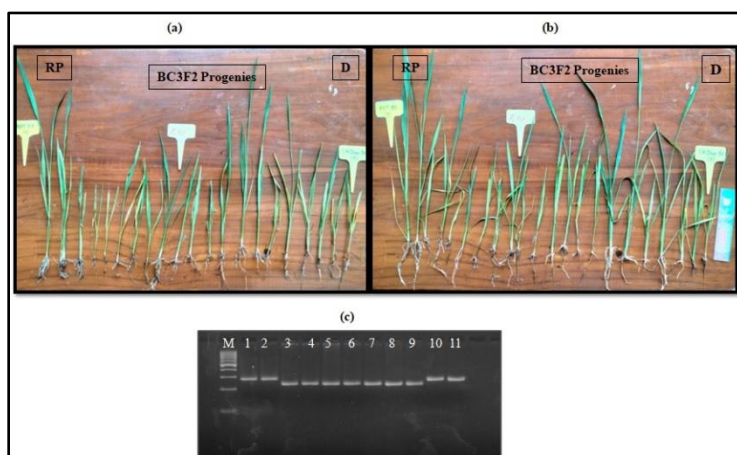 (a)
(b)
RP
BC3F2 Progenies
D
RP
BC3F2 Progenies
D
(c)
M 1 2 3 4 5 6 7 8 9 10 11